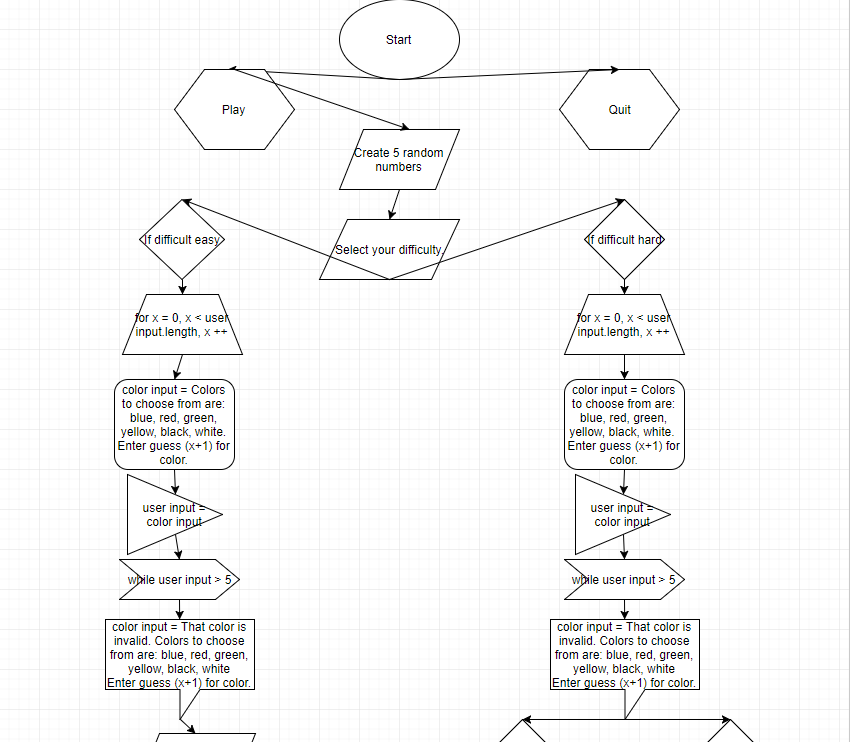 Start
Play
Quit
Create 5 random
numbers
Select your difficulty.
If difficult easy
If difficult hard
for x = 0, x < user
input.length, x ++
for x = 0, x < user
input.length, x ++
color input = Colors
to choose from are:
blue, red, green,
yellow, black, white.
Enter guess (x+1) for
color.
color input = Colors
to choose from are:
blue, red, green,
yellow, black, white.
Enter guess (x+1) for
color.
user input =
color input
user input =
color input
while user input > 5
while user input > 5
color input = That color is
invalid. Colors to choose
from are: blue, red, green,
yellow, black, white
Enter guess (x+1) for color.
color input = That color is
invalid. Colors to choose
from are: blue, red, green,
yellow, black, white
Enter guess (x+1) for color.